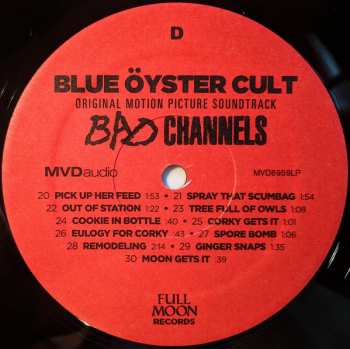 D
BLUE ÖYSTER CULT
ORIGINAL MOTION PICTURE SOUNDTRACK
BAD CHANNELS
MVDaudio MVD8959LP
20 PICK UP HER FEED 1:53 • 21 SPRAY THAT SCUMBAG 1:54
22 OUT OF STATION 1:22 • 23 TREE FULL OF OWLS 1:08
24 COOKIE IN BOTTLE :40 • 25 CORKY GETS IT 1:05
26 EULOGY FOR CORKY :43 • 27 SPORE BOMB 1:06
28 REMODELING 2:14 • 29 GINGER SNAPS 1:35
30 MOON GETS IT :39
FULL
MOON
RECORDS